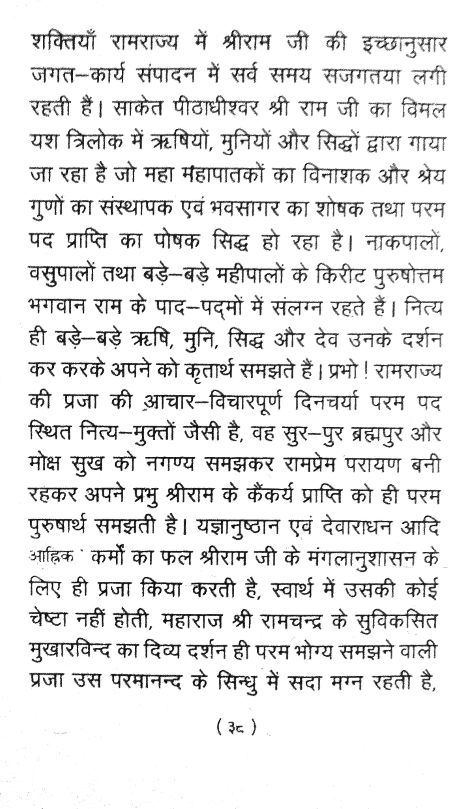 शक्तियाँ रामराज्य में श्रीराम जी की इच्छानुसार
जगत–कार्य संपादन में सर्व समय सजगतया लगी
रहती हैं। साकेत पीठाधीश्वर श्री राम जी का विमल
यश त्रिलोक में ऋषियों, मुनियों और सिद्धों द्वारा गाया
जा रहा है जो महा महापातकों का विनाशक और श्रेय
गुणों का संस्थापक एवं भवसागर का शोषक तथा परम
पद प्राप्ति का पोषक सिद्ध हो रहा है। नाकपालों,
वसुपालों तथा बड़े–बड़े महीपालों के किरीट पुरुषोत्तम
भगवान राम के पाद–पद्मों में संलग्न रहते हैं। नित्य
ही बड़े–बड़े ऋषि, मुनि, सिद्ध और देव उनके दर्शन
कर करके अपने को कृतार्थ समझते हैं। प्रभो! रामराज्य
की प्रजा की आचार–विचारपूर्ण दिनचर्या परम पद
स्थित नित्य–मुक्तों जैसी है, वह सुर–पुर ब्रह्मपुर और
मोक्ष सुख को नगण्य समझकर रामप्रेम परायण बनी
रहकर अपने प्रभु श्रीराम के कैंकर्य प्राप्ति को ही परम
पुरुषार्थ समझती है। यज्ञानुष्ठान एवं देवाराधन आदि
आह्निक कर्मों का फल श्रीराम जी के मंगलानुशासन के
लिए ही प्रजा किया करती है, स्वार्थ में उसकी कोई
चेष्टा नहीं होती, महाराज श्री रामचन्द्र के सुविकसित
मुखारविन्द का दिव्य दर्शन ही परम भोग्य समझने वाली
प्रजा उस परमानन्द के सिन्धु में सदा मग्न रहती है,
(३८)